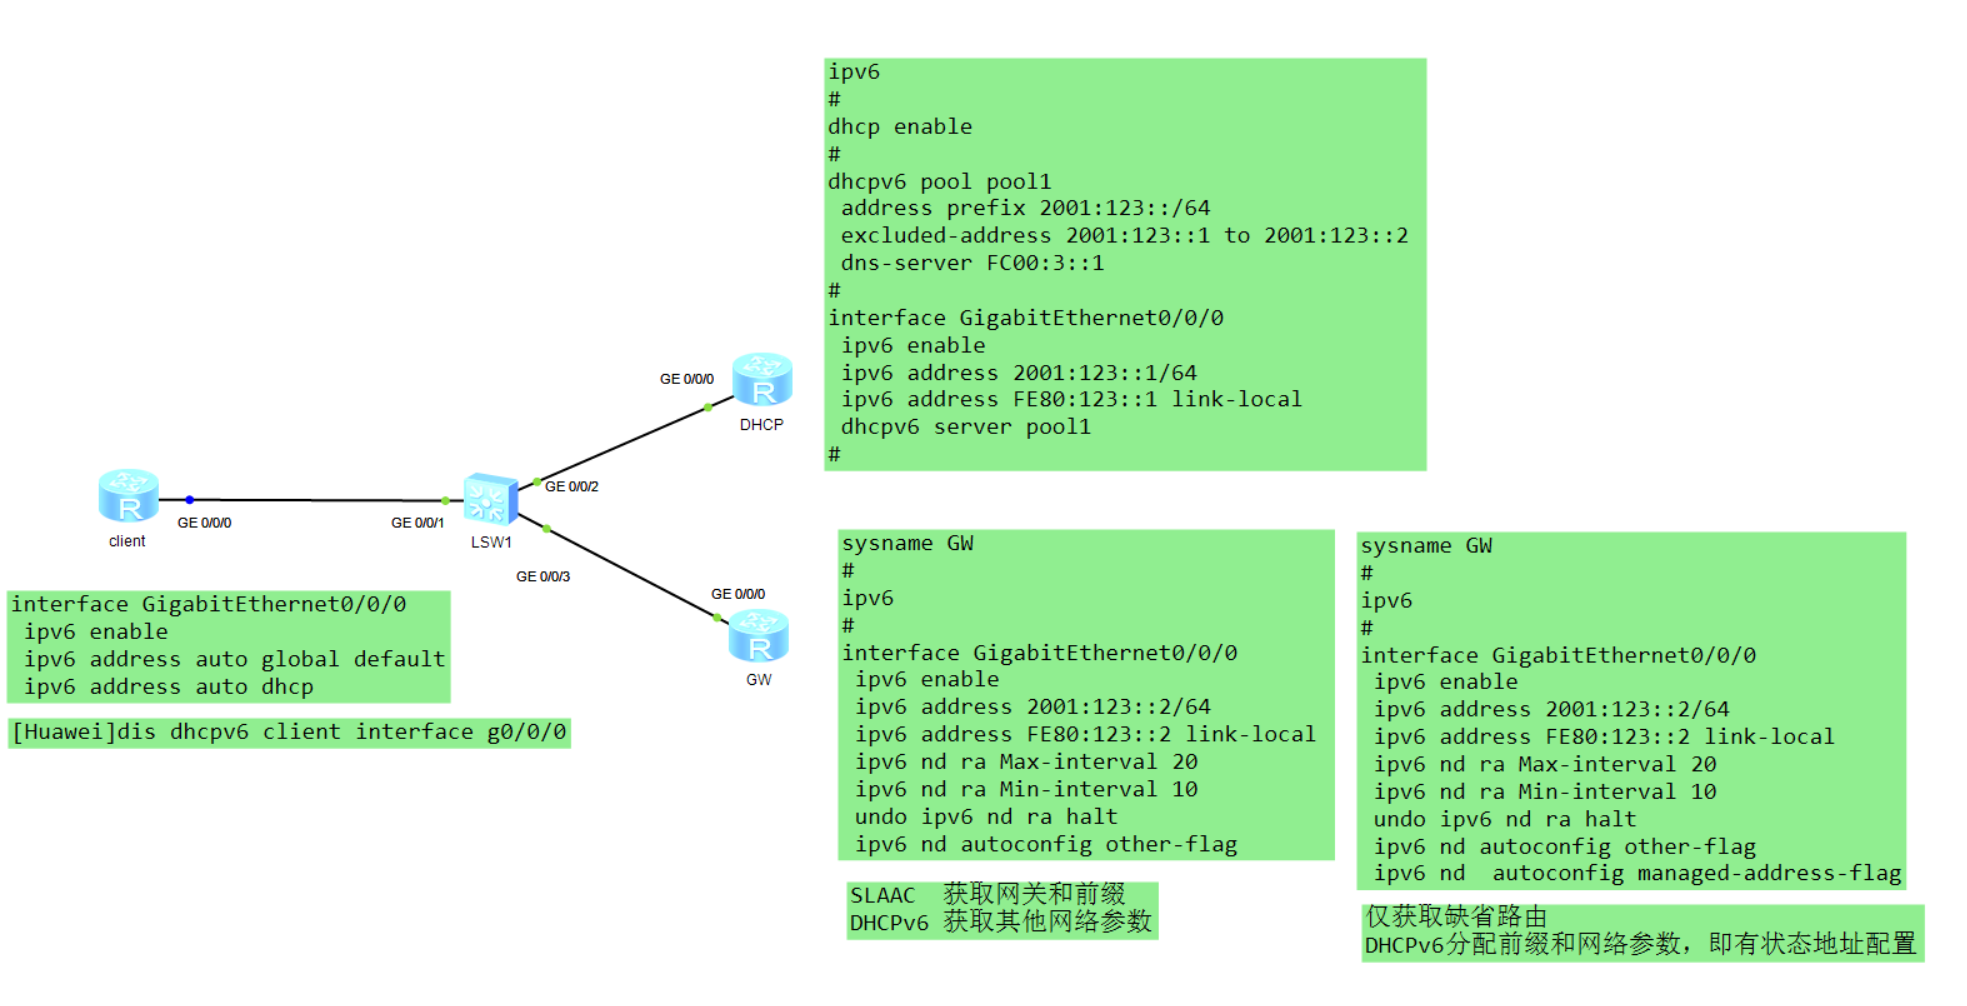 ipv6
#
dhcp enable
#
dhcpv6 pool pool1
address prefix 2001:123::/64
excluded-address 2001:123::1 to 2001:123::2
dns-server FC00:3::1
#
interface GigabitEthernet0/0/0
ipv6 enable
ipv6 address 2001:123::1/64
ipv6 address FE80:123::1 link-local
dhcpv6 server pool1
#
GE 0/0/0
R
DHCP
GE 0/0/2
R
GE 0/0/0
GE 0/0/1
client
LSW1
GE 0/0/3
GE 0/0/0
R
GW
interface GigabitEthernet0/0/0
ipv6 enable
ipv6 address auto global default
ipv6 address auto dhcp
[Huawei]dis dhcpv6 client interface g0/0/0
sysname GW
#
ipv6
#
interface GigabitEthernet0/0/0
ipv6 enable
ipv6 address 2001:123::2/64
ipv6 address FE80:123::2 link-local
ipv6 nd ra Max-interval 20
ipv6 nd ra Min-interval 10
undo ipv6 nd ra halt
ipv6 nd autoconfig other-flag
SLAAC 获取网关和前缀
DHCPv6 获取其他网络参数
sysname GW
#
ipv6
#
interface GigabitEthernet0/0/0
ipv6 enable
ipv6 address 2001:123::2/64
ipv6 address FE80:123::2 link-local
ipv6 nd ra Max-interval 20
ipv6 nd ra Min-interval 10
undo ipv6 nd ra halt
ipv6 nd autoconfig other-flag
ipv6 nd  autoconfig managed-address-flag
仅获取缺省路由
DHCPv6分配前缀和网络参数，即有状态地址配置